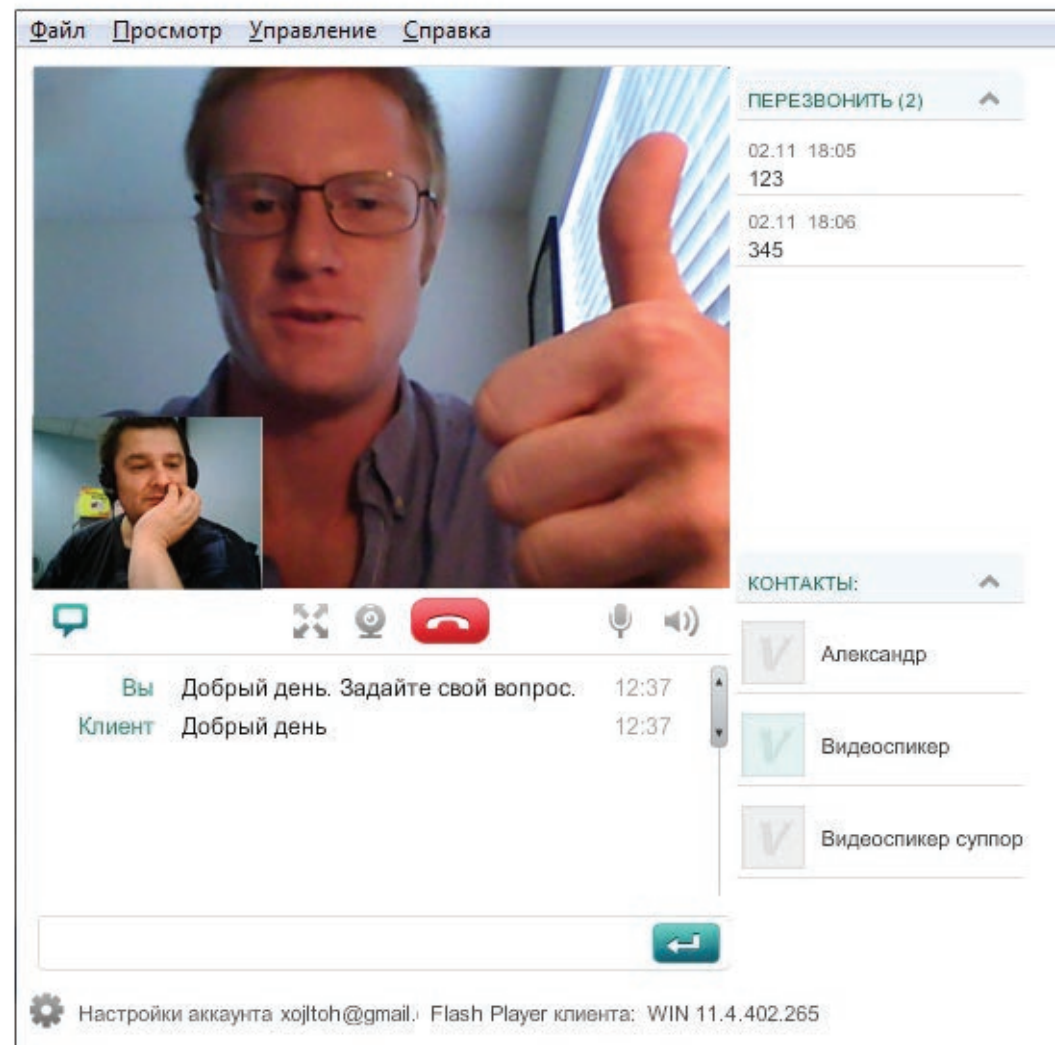 Файл Просмотр Управление Справка
ПЕРЕЗВОНИТЬ (2)
02.11 18:05
123
02.11 18:06
345
КОНТАКТЫ:
Александр
Видеоспикер
Видеоспикер суппор
Вы Добрый день. Задайте свой вопрос. 12:37
Клиент Добрый день 12:37
Настройки аккаунта xojltoh@gmail. Flash Player клиента: WIN 11.4.402.265